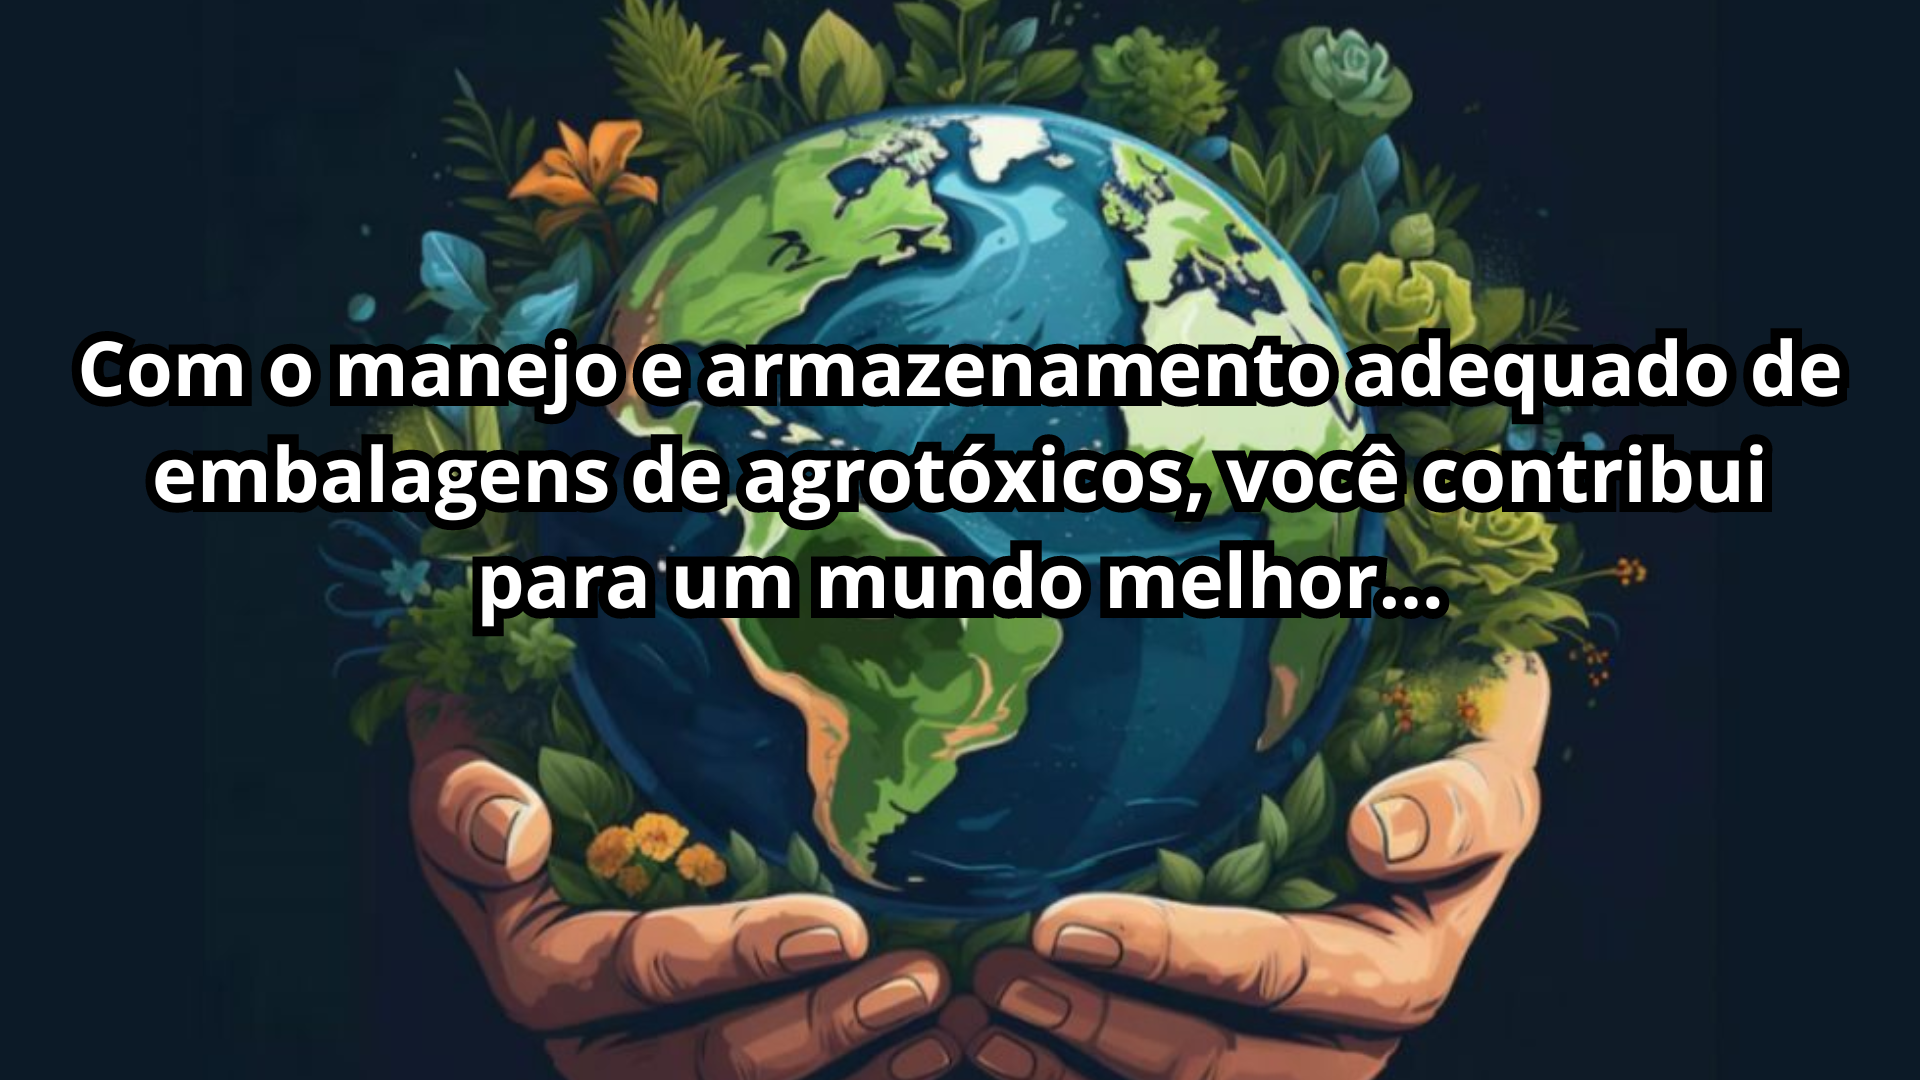 Com o manejo e armazenamento adequado de
embalagens de agrotóxicos, você contribui
para um mundo melhor...